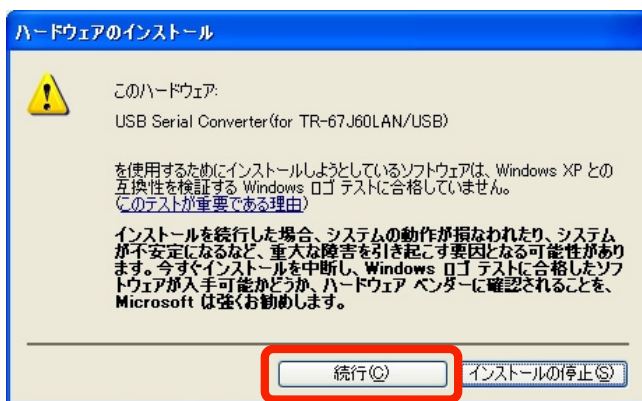 ハードウェアのインストール
このハードウェア:
USB Serial Converter(for TR-67J60LAN/USB)
を使用するためにインストールしようとしているソフトウェアは、Windows XP との
互換性を検証する Windows ロゴ テストに合格していません。
(このテストが重要である理由)
インストールを続行した場合、システムの動作が損なわれたり、システム
が不安定になるなど、重大な障害を引き起こす要因となる可能性があり
ます。今すぐインストールを中断し、Windows ロゴ テストに合格したソフ
トウェアが入手可能かどうか、ハードウェア ベンダーに確認されることを、
Microsoft は強くお勧めします。
続行(C) インストールの停止(S)